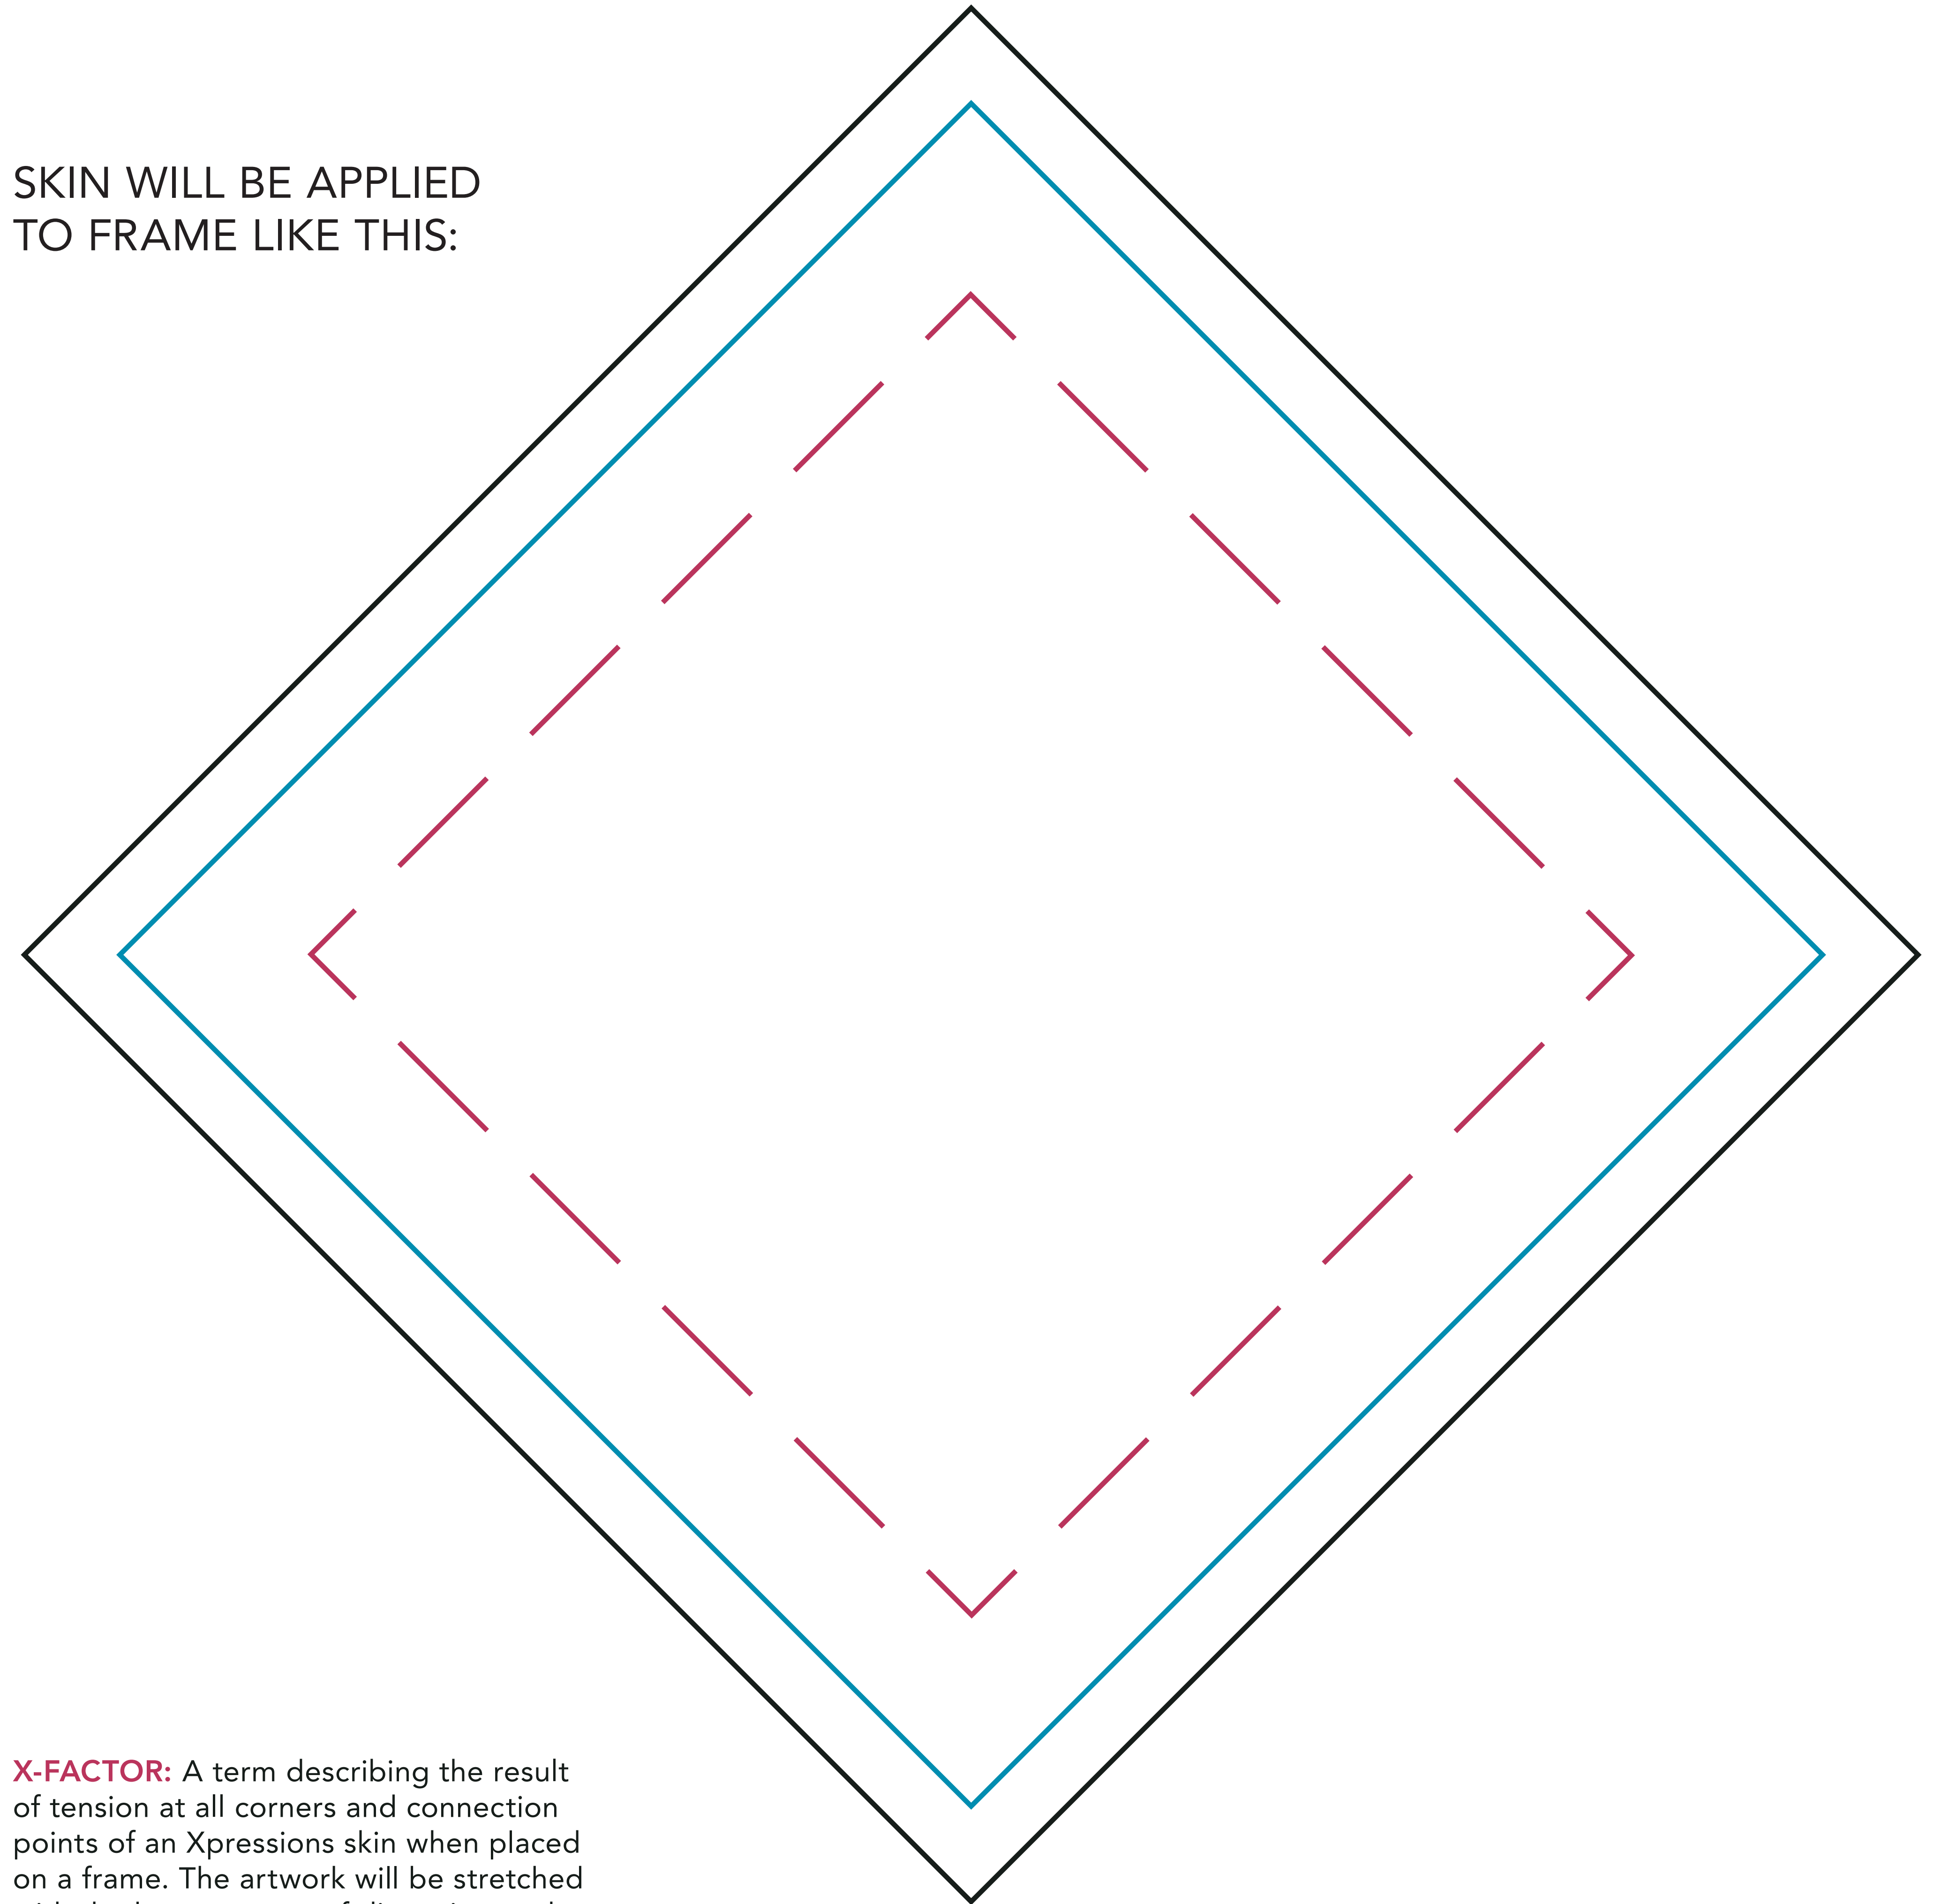 SKIN WILL BE APPLIED
TO FRAME LIKE THIS:
X-FACTOR: A term describing the result
of tension at all corners and connection
points of an Xpressions skin when placed
on a frame. The artwork will be stretched